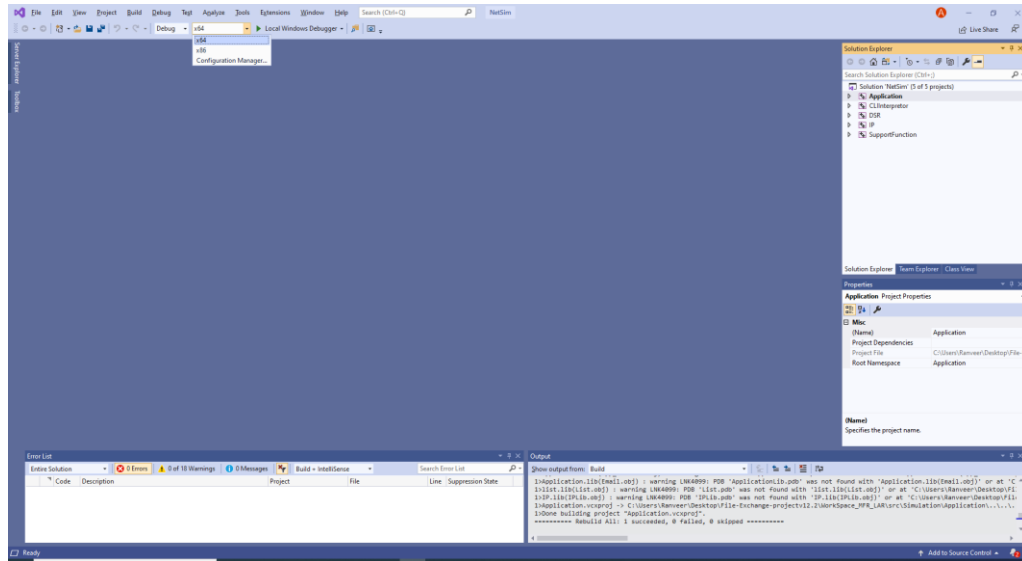 File Edit View Project Build Debug Test Analyze Tools Extensions Window Help Search (Ctrl+Q) NetSim A
Debug x64 Local Windows Debugger Live Share
x64
x86
Configuration Manager...
Server Explorer
Toolbox
Solution Explorer
Search Solution Explorer (Ctrl+;)
Solution 'NetSim' (5 of 5 projects)
Application
CLIInterpretor
DSR
IP
SupportFunction
Solution Explorer Team Explorer Class View
Properties
Application Project Properties
Misc
(Name) Application
Project Dependencies
Project File C:\Users\Ranveer\Desktop\File-
Root Namespace Application
(Name)
Specifies the project name.
Error List
Entire Solution 0 Errors 0 of 18 Warnings 0 Messages Build + IntelliSense Search Error List
Code Description Project File Line Suppression State
Output
Show output from: Build
1>Application.lib(Email.obj) : warning LNK4099: PDB 'ApplicationLib.pdb' was not found with 'Application.lib(Email.obj)' or at 'C
1>list.lib(List.obj) : warning LNK4099: PDB 'List.pdb' was not found with 'list.lib(List.obj)' or at 'C:\Users\Ranveer\Desktop\Fi
1>IP.lib(IPLib.obj) : warning LNK4099: PDB 'IPLib.pdb' was not found with 'IP.lib(IPLib.obj)' or at 'C:\Users\Ranveer\Desktop\Fil
1>Application.vcxproj -> C:\Users\Ranveer\Desktop\File-Exchange-projectv12.2\WorkSpace_MFR_LAR\src\Simulation\Application\..\..\.
1>Done building project "Application.vcxproj".
========== Rebuild All: 1 succeeded, 0 failed, 0 skipped ==========
Ready Add to Source Control